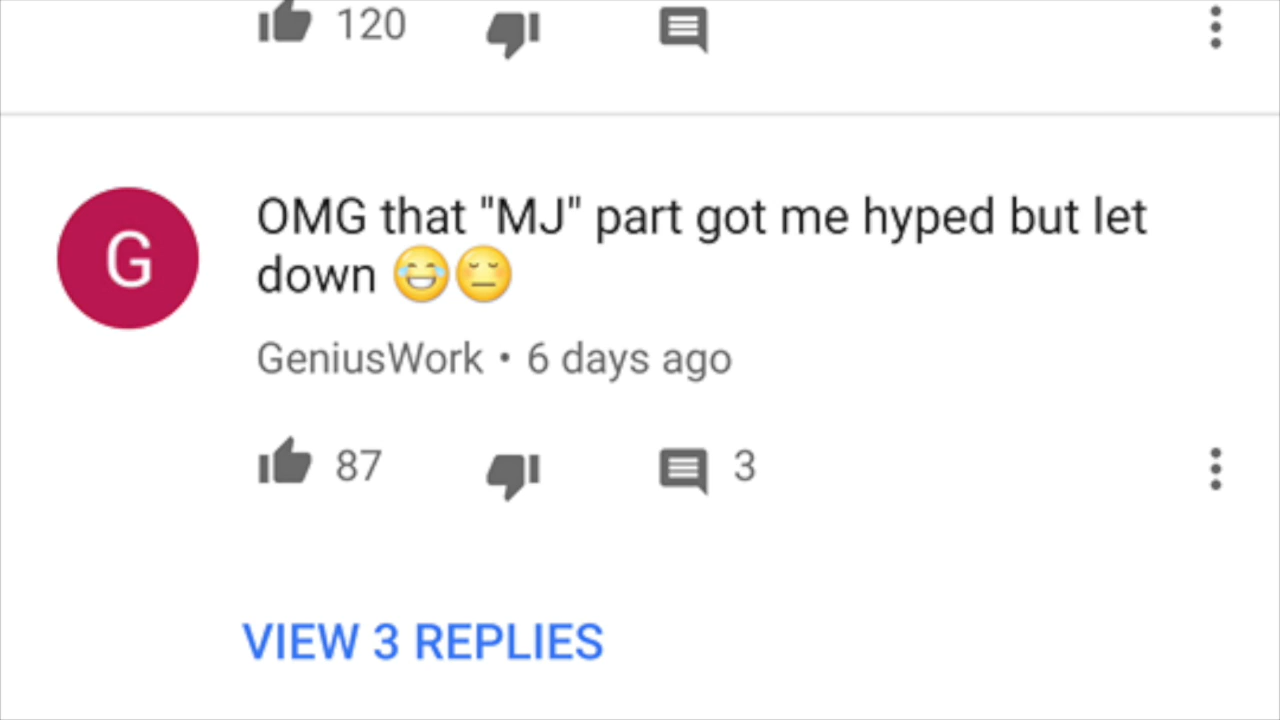 120
G
OMG that "MJ" part got me hyped but let
down 😂😔
GeniusWork • 6 days ago
87
3
VIEW 3 REPLIES